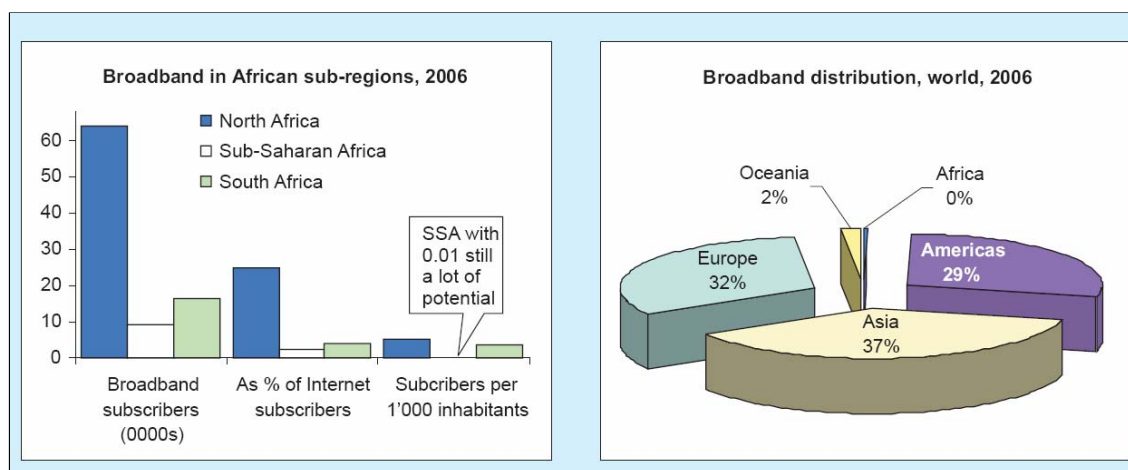 Broadband in African sub-regions, 2006
North Africa
Sub-Saharan Africa
South Africa
60
50
40
30
20
10
0
SSA with
0.01 still
a lot of
potential
Broadband
subscribers
(0000s)
As % of Internet
subscribers
Subcribers per
1'000 inhabitants
Broadband distribution, world, 2006
Oceania
2%
Africa
0%
Europe
32%
Americas
29%
Asia
37%